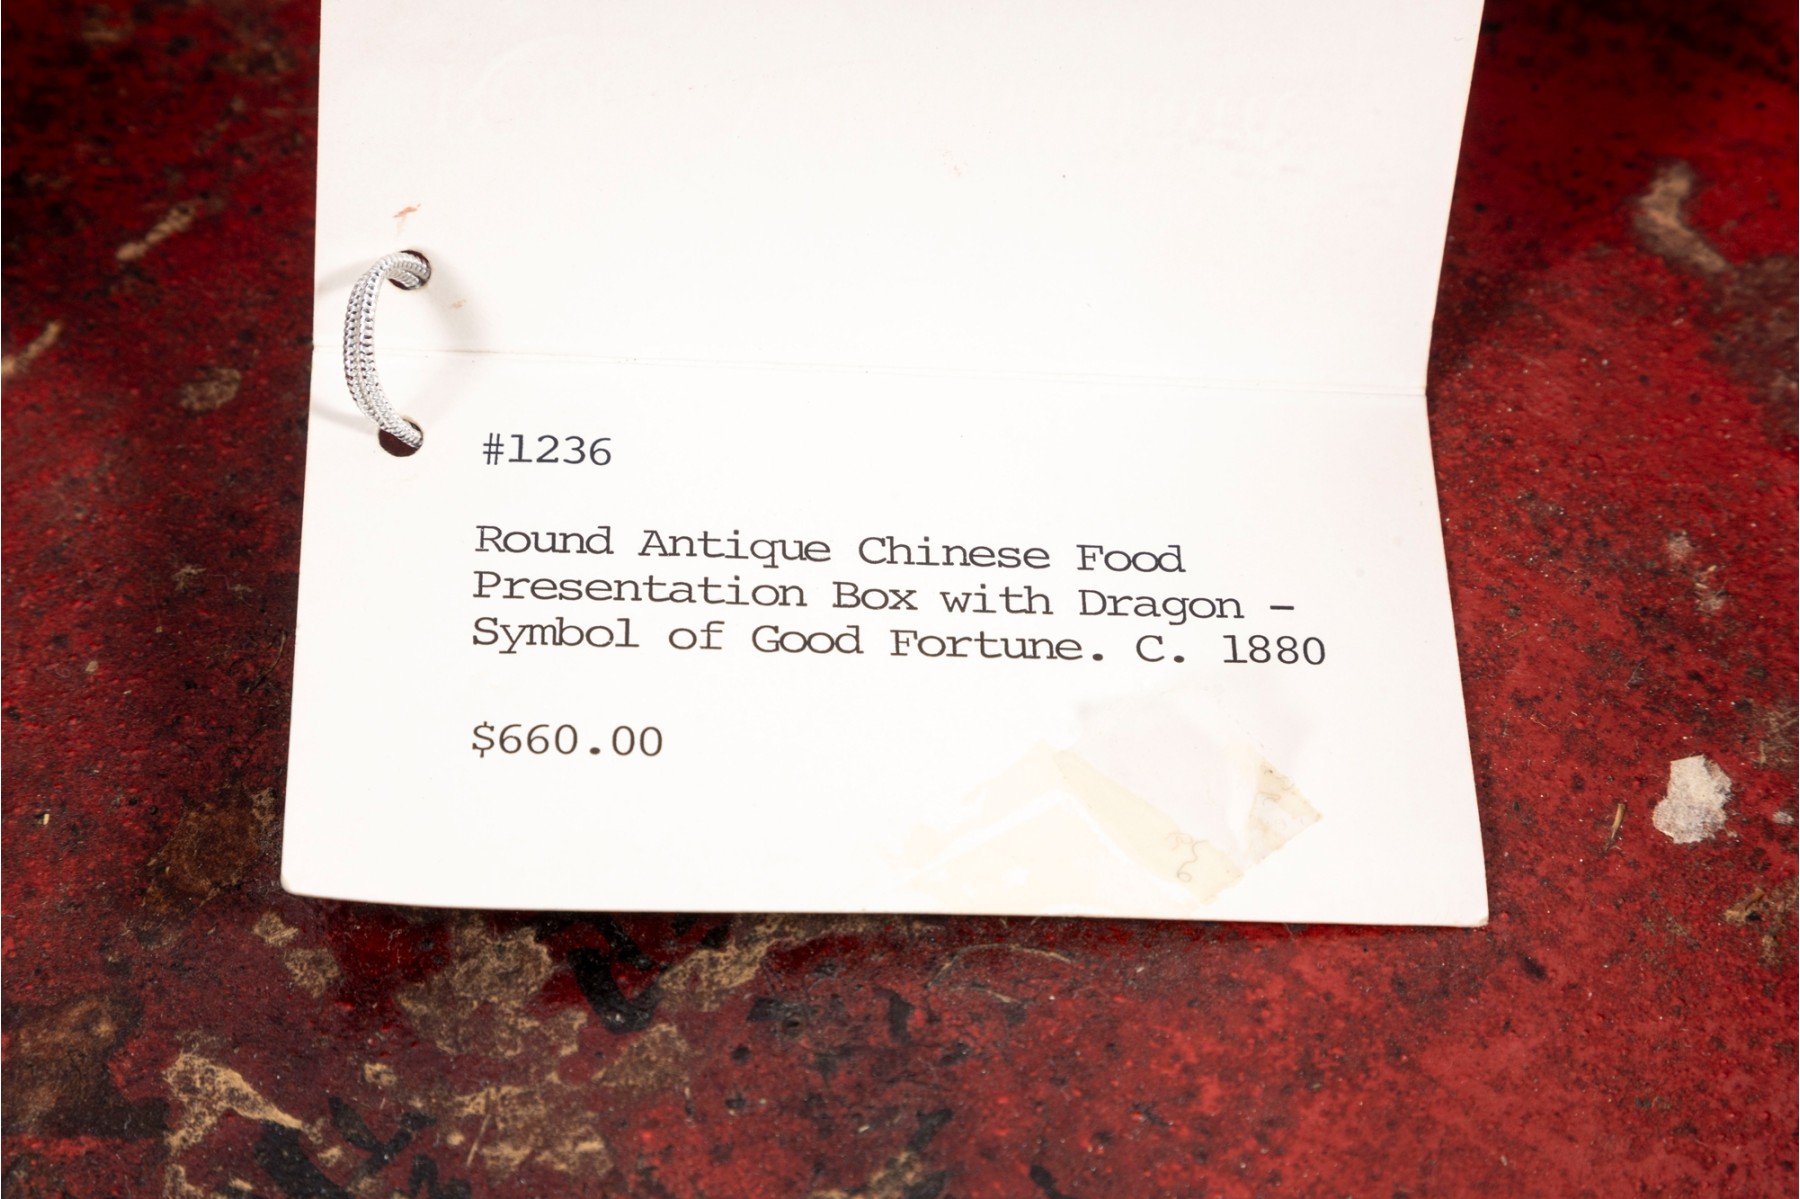 #1236
Round Antique Chinese Food
Presentation Box with Dragon -
Symbol of Good Fortune. C. 1880
$660.00